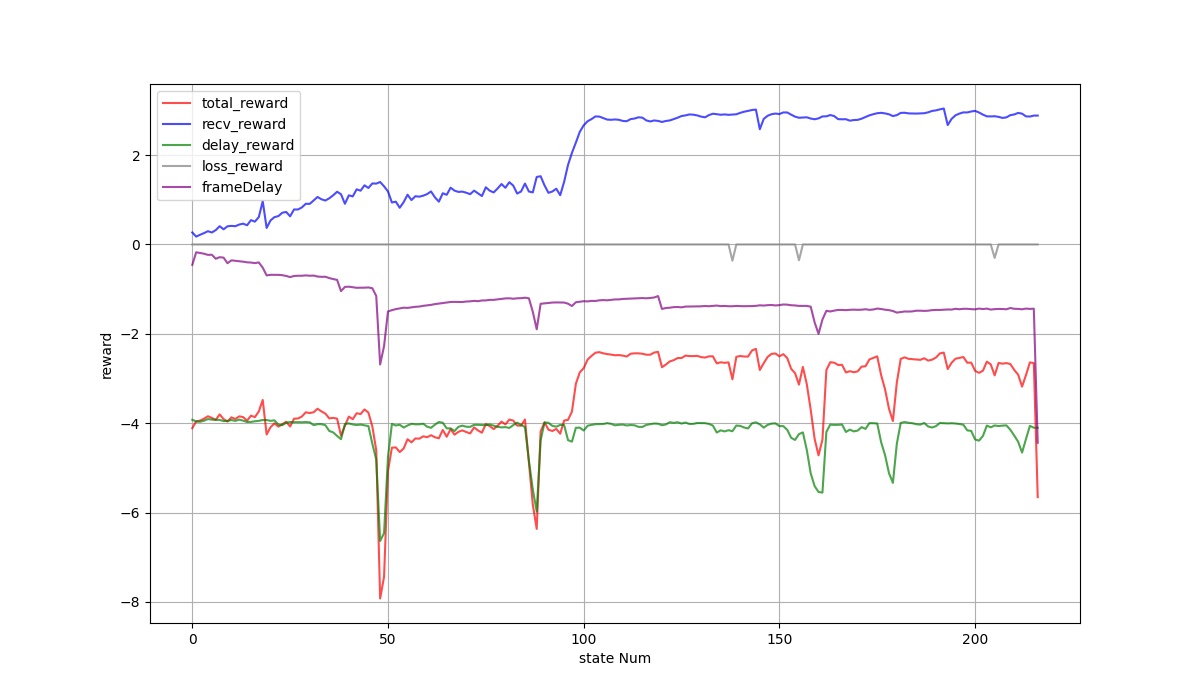 total_reward
recv_reward
delay_reward
loss_reward
frameDelay
2
0
−2
−4
−6
−8
reward
0 50 100 150 200
state Num